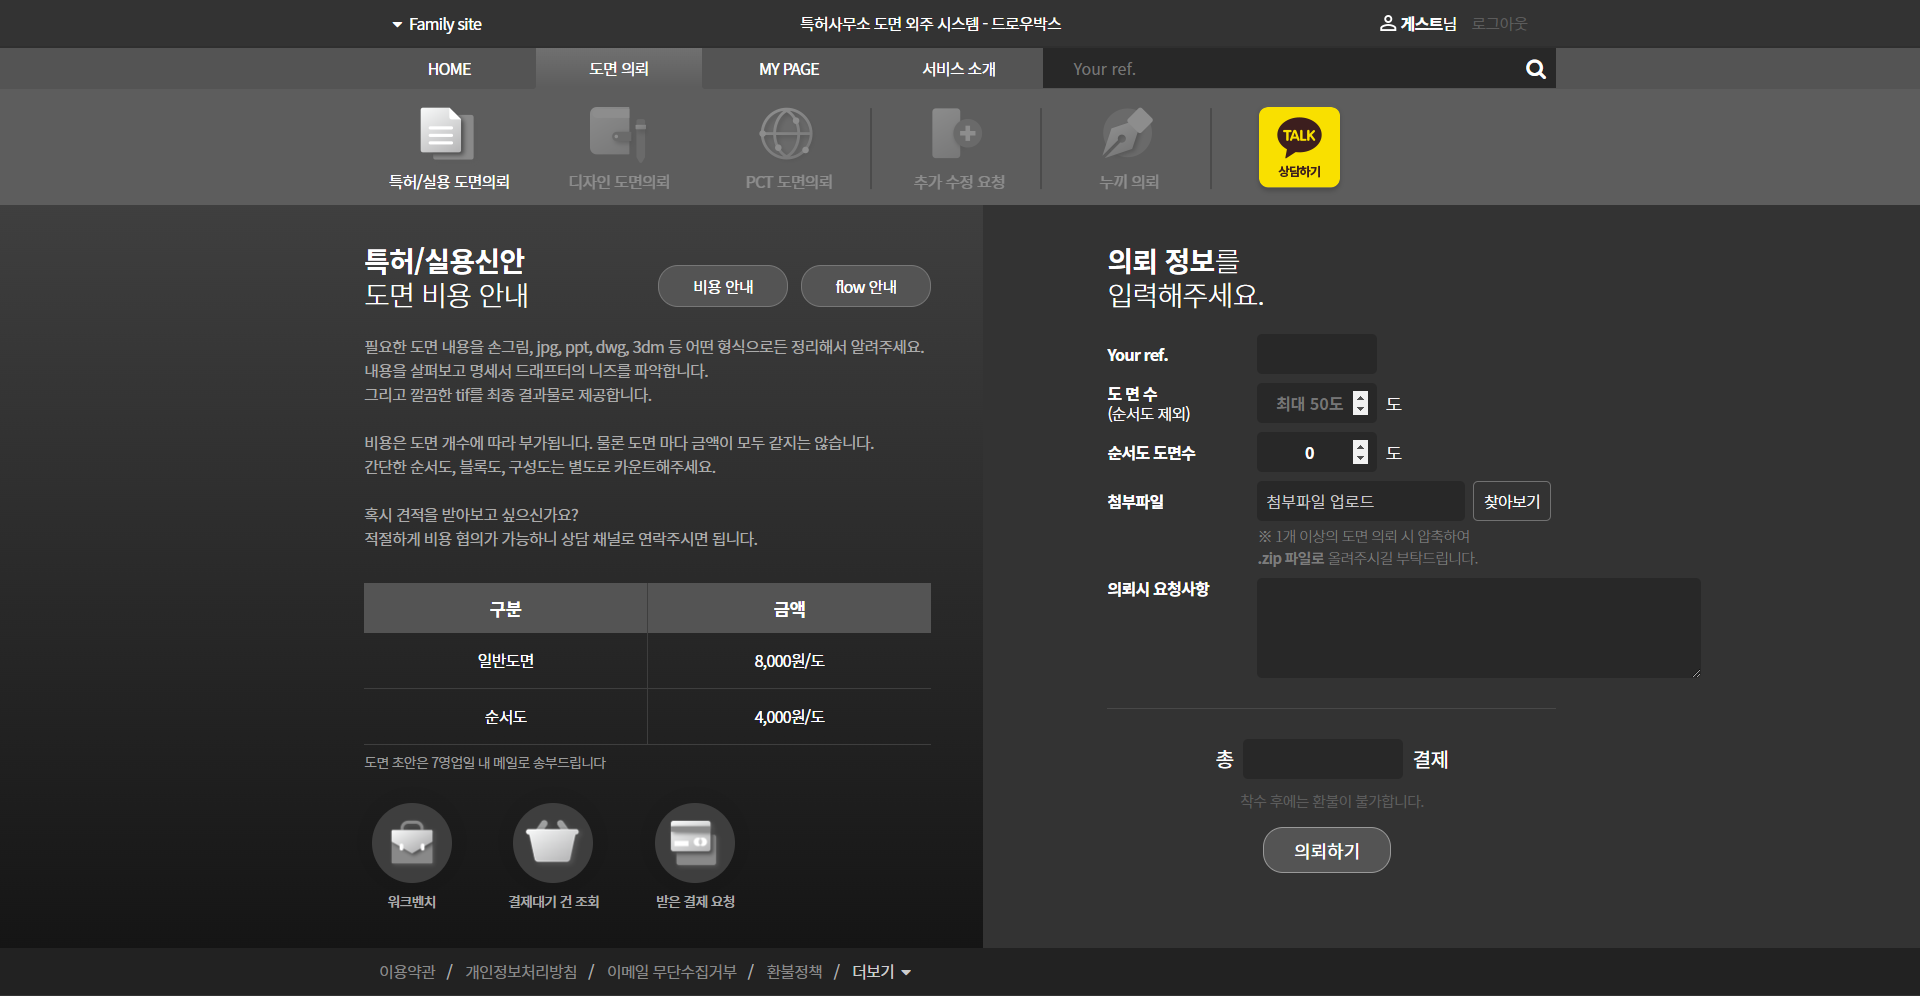 Family site
특허사무소 도면 외주 시스템 - 드로우박스
게스트님
로그아웃
HOME
도면 의뢰
MY PAGE
서비스 소개
Your ref.
특허/실용 도면의뢰
디자인 도면의뢰
PCT 도면의뢰
추가 수정 요청
누끼 의뢰
TALK
상담하기
특허/실용신안
도면 비용 안내
비용 안내
flow 안내
필요한 도면 내용을 손그림, jpg, ppt, dwg, 3dm 등 어떤 형식으로든 정리해서 알려주세요.
내용을 살펴보고 명세서 드래프터의 니즈를 파악합니다.
그리고 깔끔한 tif를 최종 결과물로 제공합니다.
비용은 도면 개수에 따라 부가됩니다. 물론 도면 마다 금액이 모두 같지는 않습니다.
간단한 순서도, 블록도, 구성도는 별도로 카운트해주세요.
혹시 견적을 받아보고 싶으신가요?
적절하게 비용 협의가 가능하니 상담 채널로 연락주시면 됩니다.
구분 금액
일반도면 8,000원/도
순서도 4,000원/도
도면 초안은 7영업일 내 메일로 송부드립니다
워크벤치
결제대기 건 조회
받은 결제 요청
의뢰 정보를
입력해주세요.
Your ref.
도 면 수
(순서도 제외)
최대 50도
도
순서도 도면수
0
도
첨부파일
첨부파일 업로드
찾아보기
※ 1개 이상의 도면 의뢰 시 압축하여
.zip 파일로 올려주시길 부탁드립니다.
의뢰시 요청사항
총 결제
착수 후에는 환불이 불가합니다.
의뢰하기
이용약관 / 개인정보처리방침 / 이메일 무단수집거부 / 환불정책 / 더보기